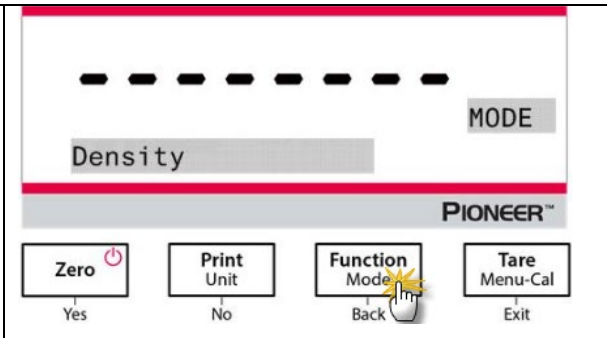 --------
MODE
Density
PIONEER™
Zero Print Function Tare
Unit Mode Menu-Cal
Yes No Back Exit